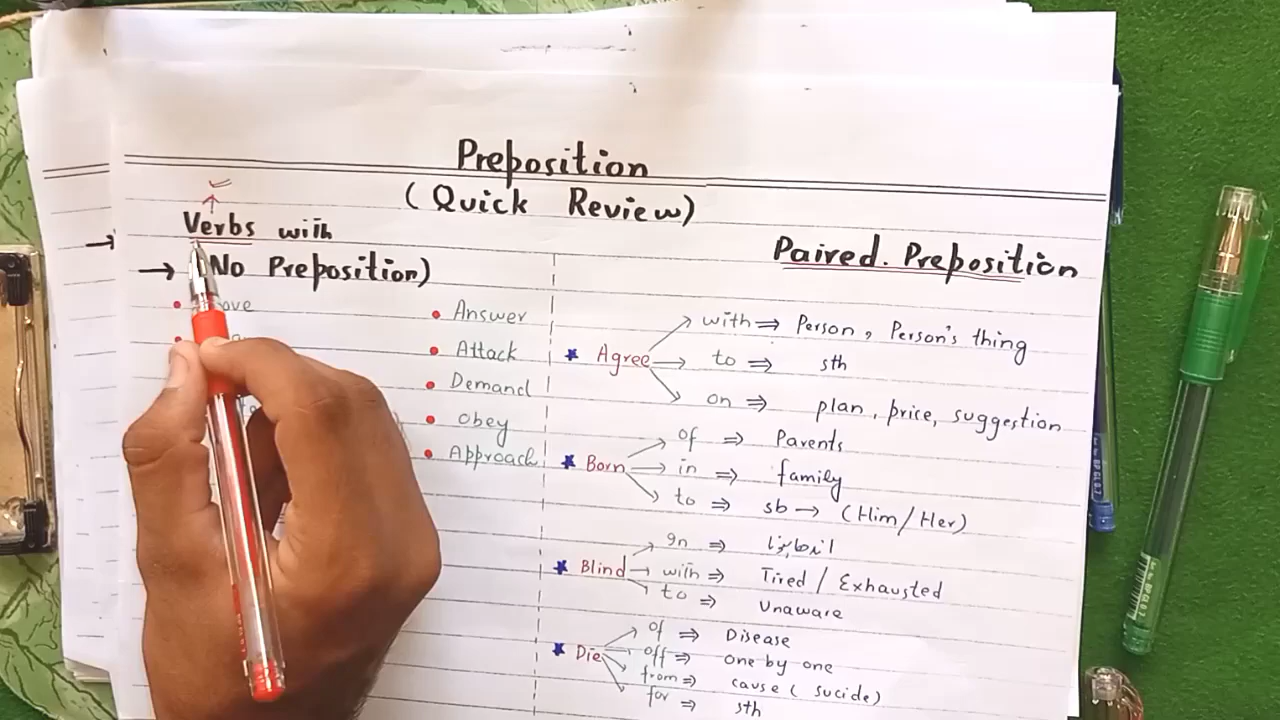 Preposition
(Quick Review)
Verbs with
→ (No Preposition)
• Answer
• Attack
• Demand
• obey
• Approach
Paired. Preposition
★ Agree
with ⇒ Person, Person's thing
to ⇒ sth
on ⇒ plan, price, suggestion
★ Born
of ⇒ Parents
in ⇒ family
to ⇒ sb → (Him/Her)
★ Blind
In ⇒
with ⇒ Tired / Exhausted
to ⇒ Unaware
★ Die
of ⇒ Disease
off ⇒ one by one
from ⇒ cause ( sucide)
for ⇒ sth